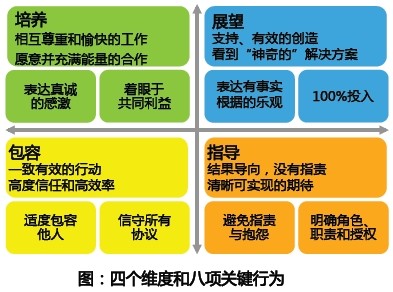 培养
相互尊重和愉快的工作
愿意并充满能量的合作
表达真诚
的感激
着眼于
共同利益
展望
支持、有效的创造
看到“神奇的”解决方案
表达有事实
根据的乐观
100%投入
包容
一致有效的行动
高度信任和高效率
适度包容
他人
信守所有
协议
指导
结果导向，没有指责
清晰可实现的期待
避免指责
与抱怨
明确角色、
职责和授权
图：四个维度和八项关键行为